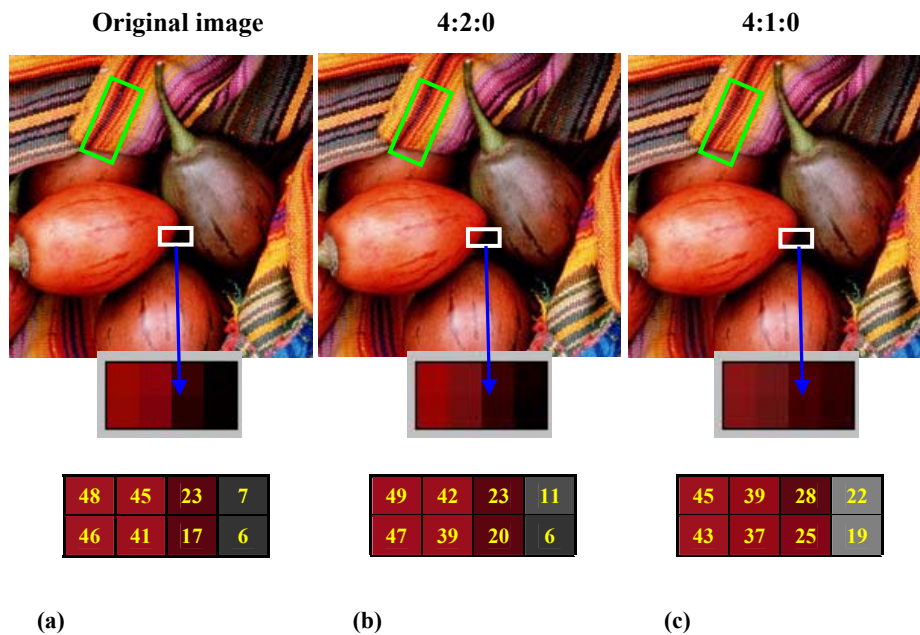 Original image 4:2:0 4:1:0
48 45 23 7 49 42 23 11 45 39 28 22
46 41 17 6 47 39 20 6 43 37 25 19
(a) (b) (c)